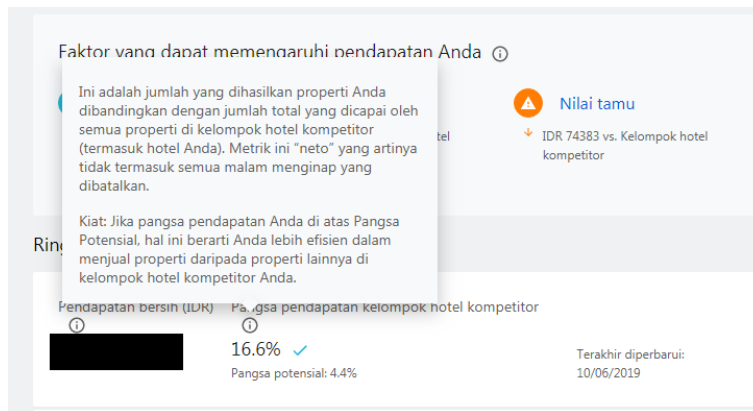 Faktor yang dapat memengaruhi pendapatan Anda
Ini adalah jumlah yang dihasilkan properti Anda
dibandingkan dengan jumlah total yang dicapai oleh
semua properti di kelompok hotel kompetitor
(termasuk hotel Anda). Metrik ini “neto” yang artinya
tidak termasuk semua malam menginap yang
dibatalkan.
Kiat: Jika pangsa pendapatan Anda di atas Pangsa
Potensial, hal ini berarti Anda lebih efisien dalam
menjual properti daripada properti lainnya di
kelompok hotel kompetitor Anda.
Nilai tamu
IDR 74383 vs. Kelompok hotel
kompetitor
Pendapatan bersih (IDR)
Pangsa pendapatan kelompok hotel kompetitor
16.6%
Pangsa potensial: 4.4%
Terakhir diperbarui:
10/06/2019